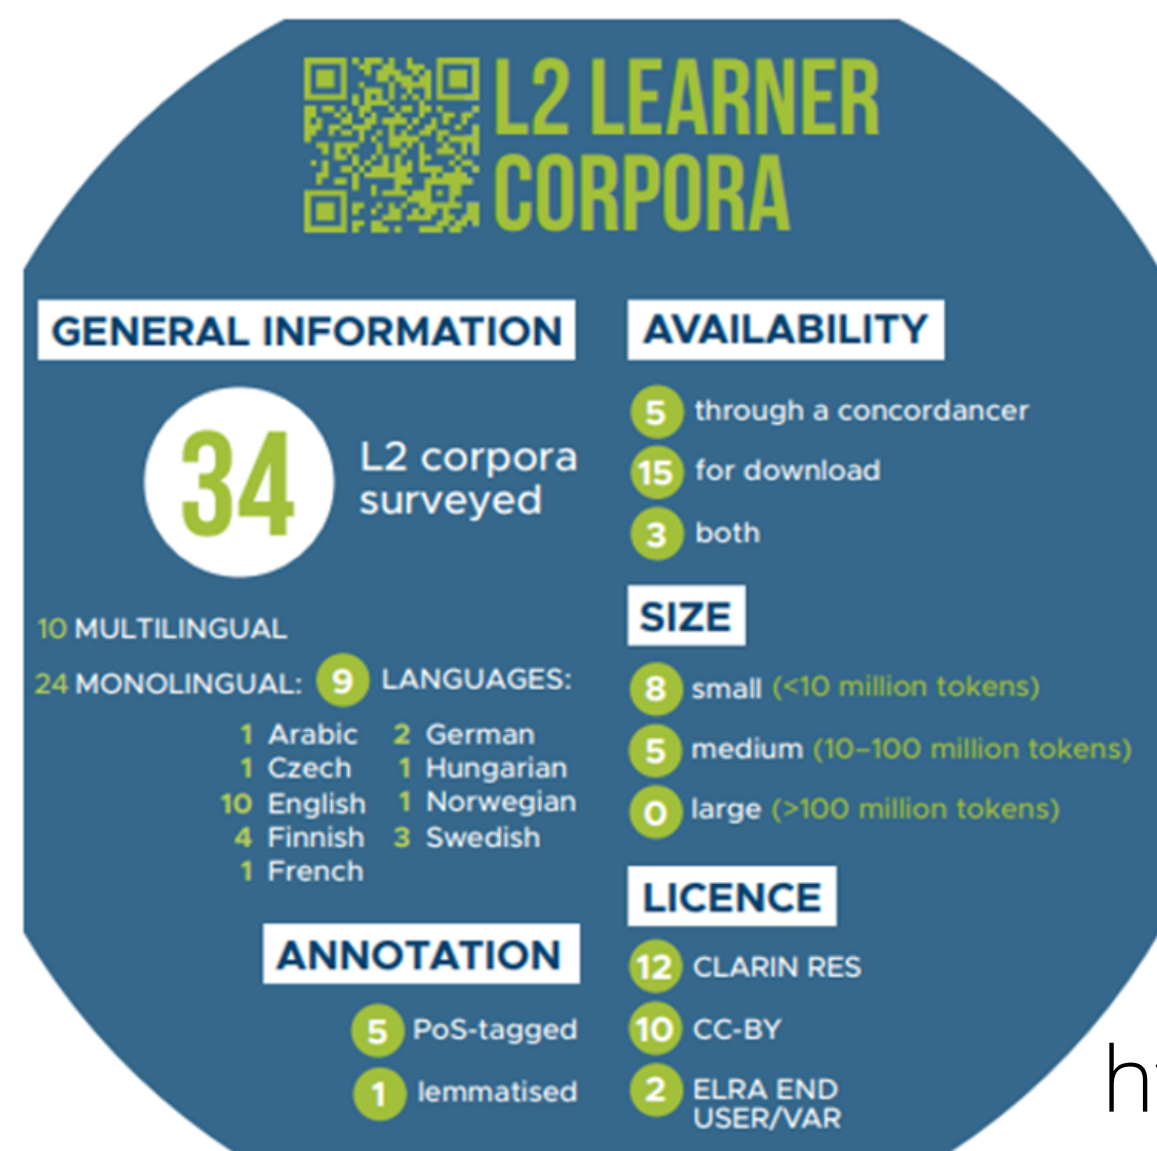 L2 LEARNER
CORPORA
GENERAL INFORMATION
34
L2 corpora
surveyed
10 MULTILINGUAL
24 MONOLINGUAL: 9 LANGUAGES:
1 Arabic
1 Czech
10 English
4 Finnish
1 French
2 German
1 Hungarian
1 Norwegian
3 Swedish
ANNOTATION
5 PoS-tagged
1 lemmatised
AVAILABILITY
5 through a concordancer
15 for download
3 both
SIZE
8 small (<10 million tokens)
5 medium (10–100 million tokens)
0 large (>100 million tokens)
LICENCE
12 CLARIN RES
10 CC-BY
2 ELRA END
USER/VAR